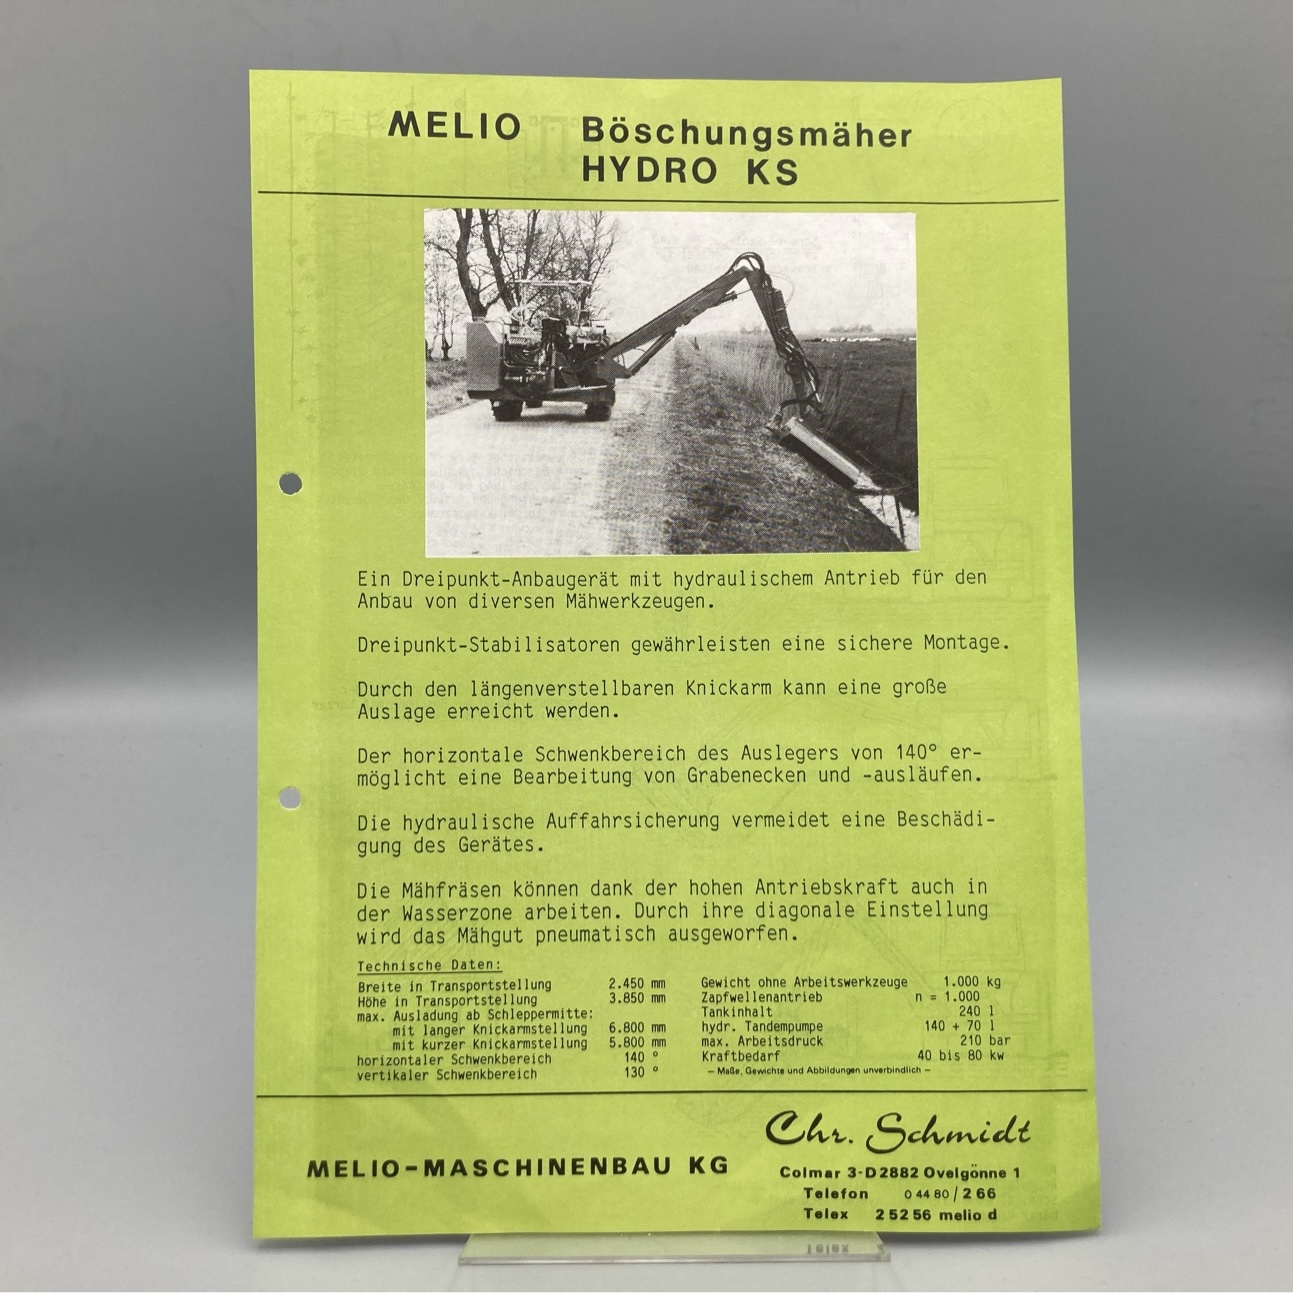 MELIO Böschungsmäher
HYDRO KS
Ein Dreipunkt-Anbaugerät mit hydraulischem Antrieb für den
Anbau von diversen Mähwerkzeugen.
Dreipunkt-Stabilisatoren gewährleisten eine sichere Montage.
Durch den längenverstellbaren Knickarm kann eine große
Auslage erreicht werden.
Der horizontale Schwenkbereich des Auslegers von 140° er-
möglicht eine Bearbeitung von Grabenecken und -ausläufen.
Die hydraulische Auffahrsicherung vermeidet eine Beschädi-
gung des Gerätes.
Die Mähfräsen können dank der hohen Antriebskraft auch in
der Wasserzone arbeiten. Durch ihre diagonale Einstellung
wird das Mähgut pneumatisch ausgeworfen.
Technische Daten:
Breite in Transportstellung 2.450 mm
Höhe in Transportstellung 3.850 mm
max. Ausladung ab Schleppermitte:
mit langer Knickarmstellung 6.800 mm
mit kurzer Knickarmstellung 5.800 mm
horizontaler Schwenkbereich 140 °
vertikaler Schwenkbereich 130 °
Gewicht ohne Arbeitswerkzeuge 1.000 kg
Zapfwellenantrieb n = 1.000
Tankinhalt 240 l
hydr. Tandempumpe 140 + 70 l
max. Arbeitsdruck 210 bar
Kraftbedarf 40 bis 80 kw
– Maße, Gewichte und Abbildungen unverbindlich –
MELIO-MASCHINENBAU KG
Chr. Schmidt
Colmar 3-D2882 Ovelgönne 1
Telefon 0 44 80 / 2 66
Telex 2 52 56 melio d